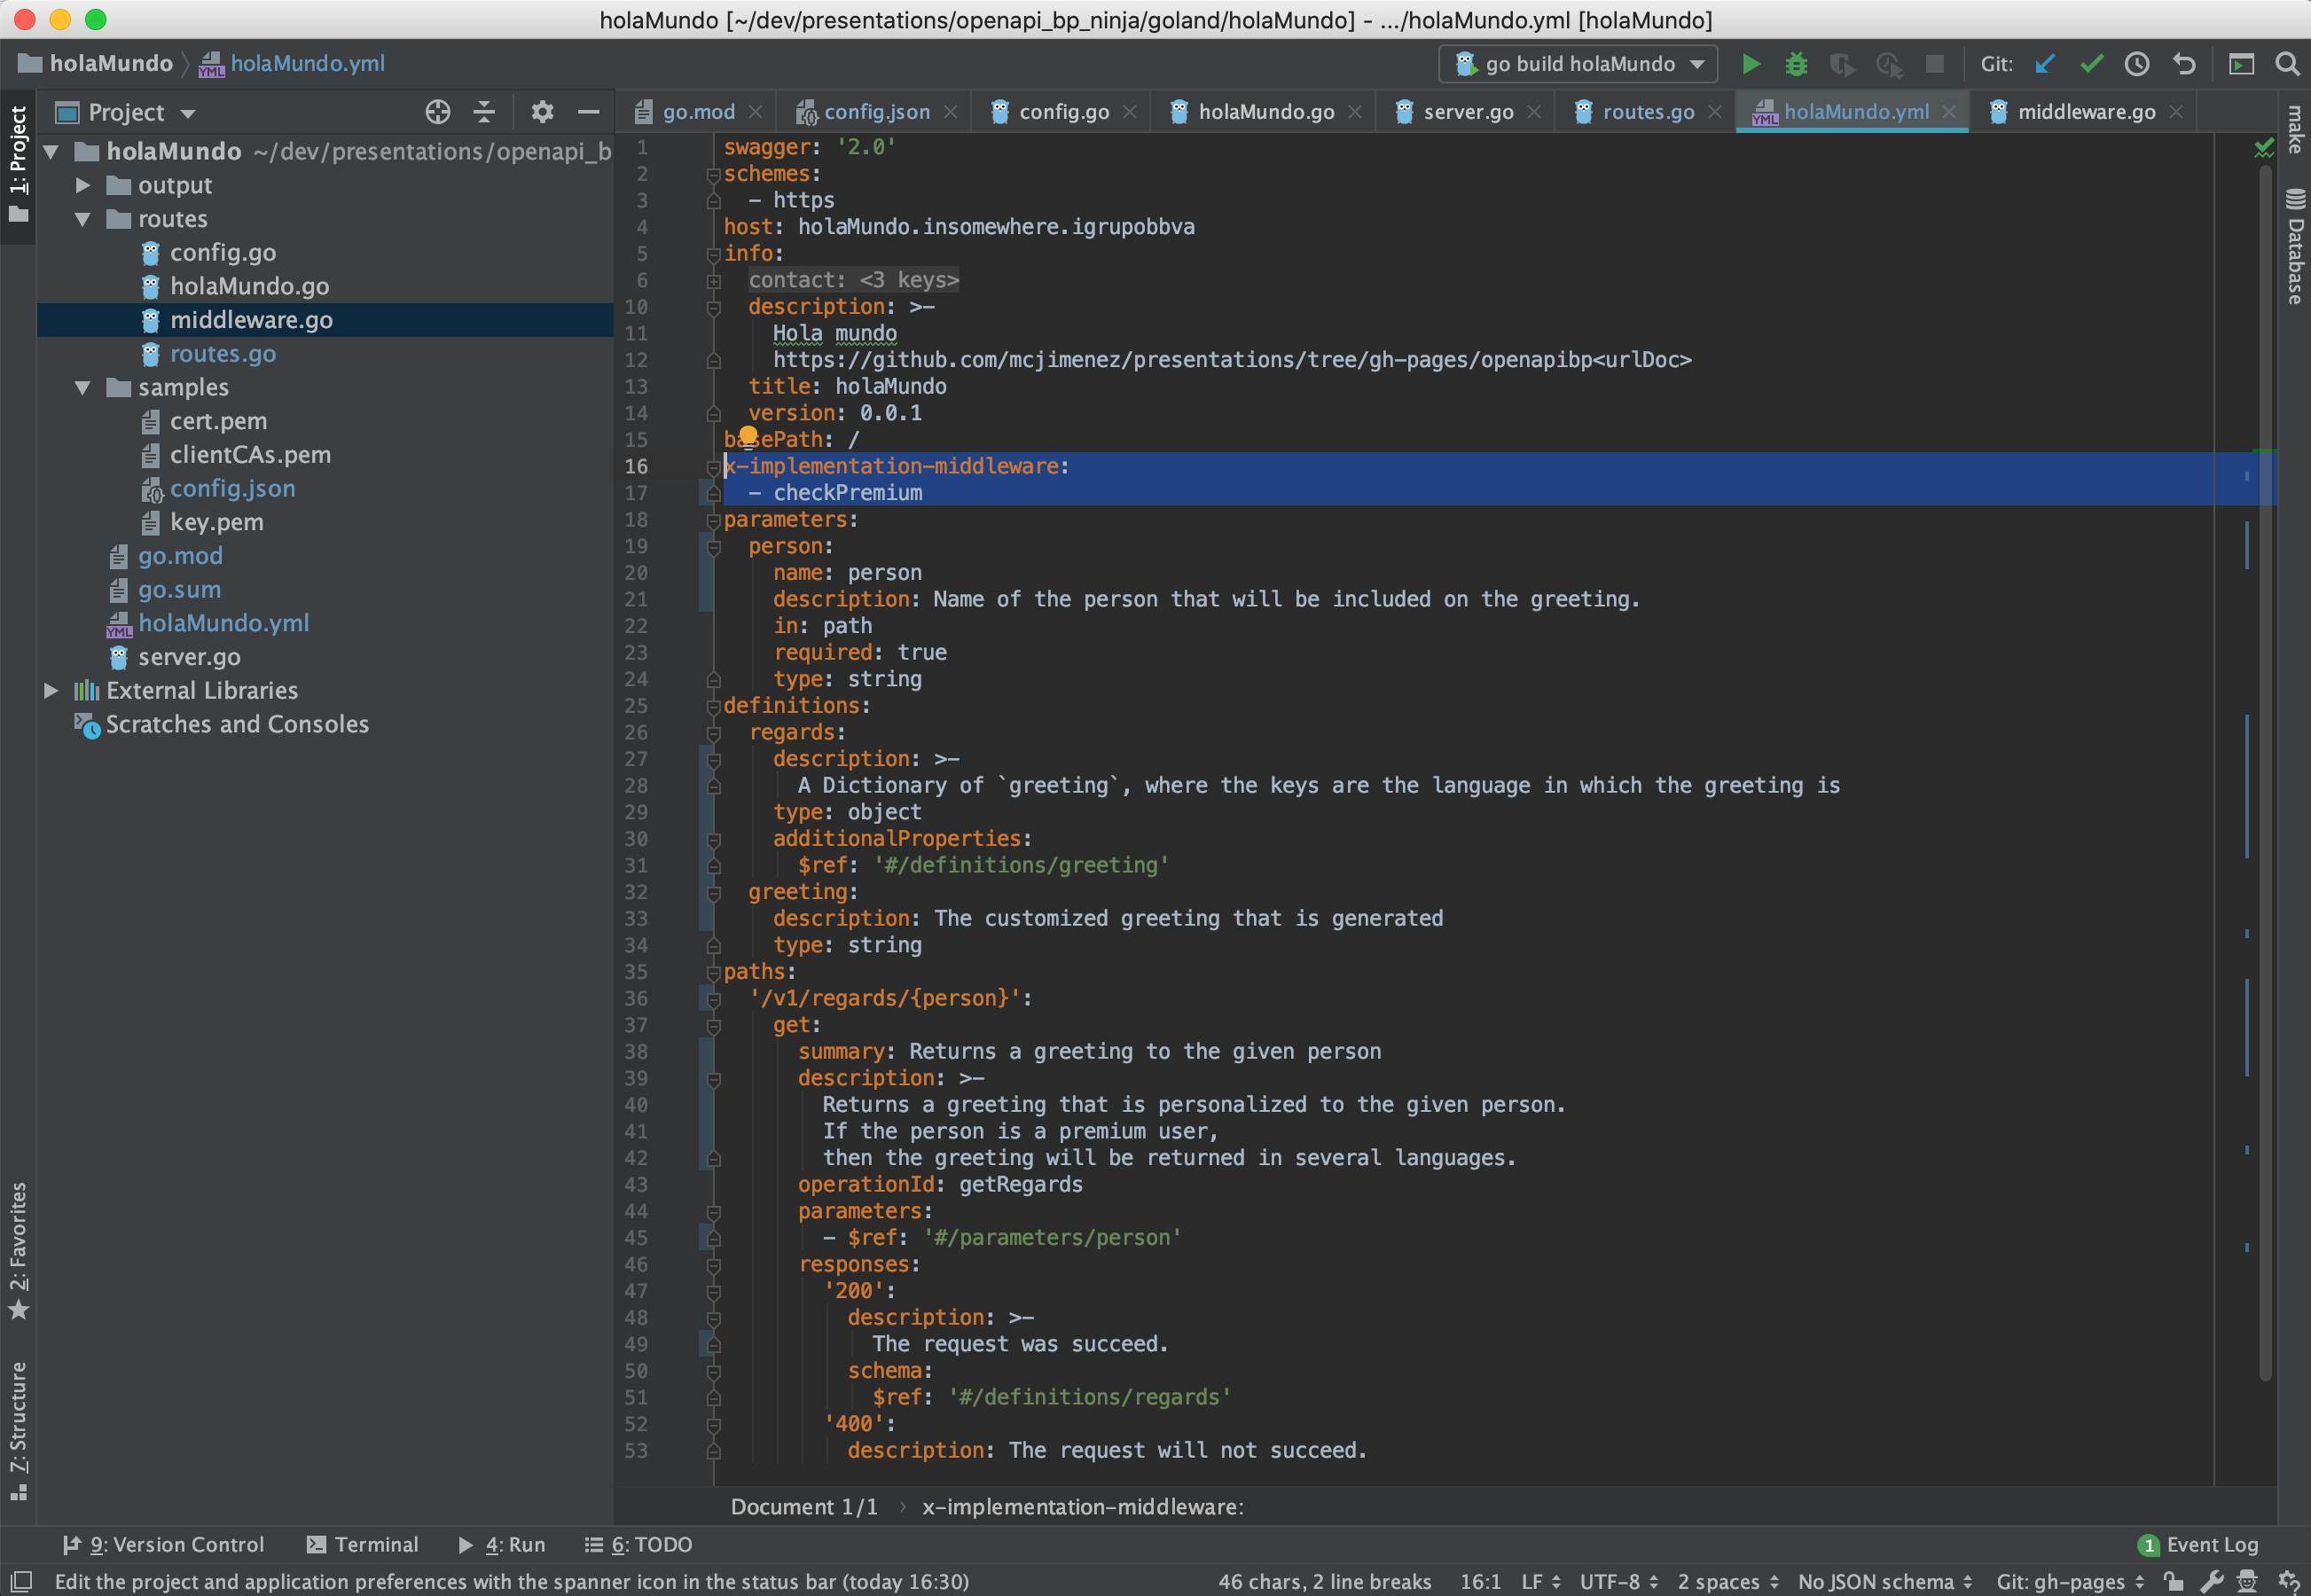 holaMundo [~/dev/presentations/openapi_bp_ninja/goland/holaMundo] - .../holaMundo.yml [holaMundo]
holaMundo
holaMundo.yml
go build holaMundo
Git:
1: Project
Project
holaMundo ~/dev/presentations/openapi_b
output
routes
config.go
holaMundo.go
middleware.go
routes.go
samples
cert.pem
clientCAs.pem
config.json
key.pem
go.mod
go.sum
holaMundo.yml
server.go
External Libraries
Scratches and Consoles
2: Favorites
7: Structure
go.mod config.json config.go holaMundo.go server.go routes.go holaMundo.yml middleware.go
1 swagger: '2.0'
2 schemes:
3 - https
4 host: holaMundo.insomewhere.igrupobbva
5 info:
6 contact: <3 keys>
10 description: >-
11 Hola mundo
12 https://github.com/mcjimenez/presentations/tree/gh-pages/openapibp<urlDoc>
13 title: holaMundo
14 version: 0.0.1
15 basePath: /
16 x-implementation-middleware:
17 - checkPremium
18 parameters:
19 person:
20 name: person
21 description: Name of the person that will be included on the greeting.
22 in: path
23 required: true
24 type: string
25 definitions:
26 regards:
27 description: >-
28 A Dictionary of `greeting`, where the keys are the language in which the greeting is
29 type: object
30 additionalProperties:
31 $ref: '#/definitions/greeting'
32 greeting:
33 description: The customized greeting that is generated
34 type: string
35 paths:
36 '/v1/regards/{person}':
37 get:
38 summary: Returns a greeting to the given person
39 description: >-
40 Returns a greeting that is personalized to the given person.
41 If the person is a premium user,
42 then the greeting will be returned in several languages.
43 operationId: getRegards
44 parameters:
45 - $ref: '#/parameters/person'
46 responses:
47 '200':
48 description: >-
49 The request was succeed.
50 schema:
51 $ref: '#/definitions/regards'
52 '400':
53 description: The request will not succeed.
make
Database
Document 1/1 › x-implementation-middleware:
9: Version Control
Terminal
4: Run
6: TODO
1 Event Log
Edit the project and application preferences with the spanner icon in the status bar (today 16:30)
46 chars, 2 line breaks
16:1
LF
UTF-8
2 spaces
No JSON schema
Git: gh-pages